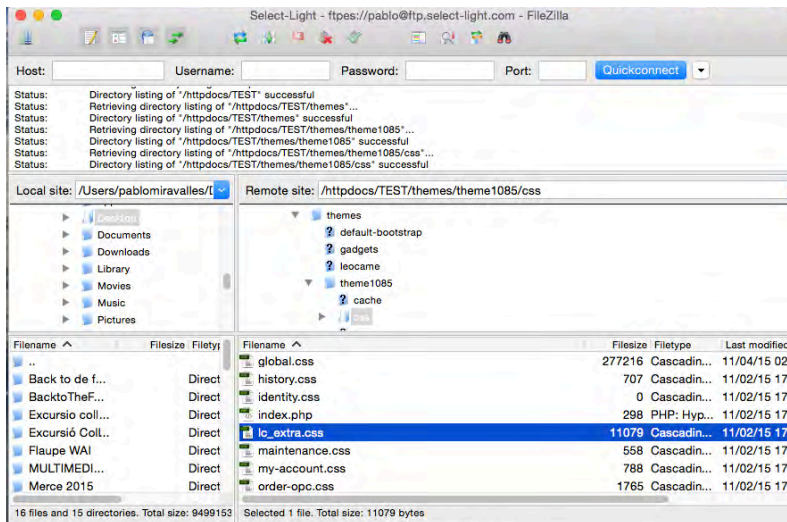 Select-Light - ftpes://pablo@ftp.select-light.com - FileZilla
Host: Username: Password: Port: Quickconnect
Status: Directory listing of "/httpdocs/TEST" successful
Status: Retrieving directory listing of "/httpdocs/TEST/themes"...
Status: Directory listing of "/httpdocs/TEST/themes" successful
Status: Retrieving directory listing of "/httpdocs/TEST/themes/theme1085"...
Status: Directory listing of "/httpdocs/TEST/themes/theme1085" successful
Status: Retrieving directory listing of "/httpdocs/TEST/themes/theme1085/css"...
Status: Directory listing of "/httpdocs/TEST/themes/theme1085/css" successful
Local site: /Users/pablomiravalles/D
Remote site: /httpdocs/TEST/themes/theme1085/css
Desktop
Documents
Downloads
Library
Movies
Music
Pictures
themes
default-bootstrap
gadgets
leocame
theme1085
cache
css
Filename Filesize Filetyp
..
Back to de f... Direct
BacktoTheF... Direct
Excursio coll... Direct
Excursió Coll... Direct
Flaupe WAI Direct
MULTIMEDI... Direct
Merce 2015 Direct
16 files and 15 directories. Total size: 9499153
Filename Filesize Filetype Last modified
global.css 277216 Cascadin... 11/04/15 02
history.css 707 Cascadin... 11/02/15 17
identity.css 0 Cascadin... 11/02/15 17
index.php 298 PHP: Hyp... 11/02/15 17
lc_extra.css 11079 Cascadin... 11/02/15 17
maintenance.css 558 Cascadin... 11/02/15 17
my-account.css 788 Cascadin... 11/02/15 17
order-opc.css 1765 Cascadin... 11/02/15 17
Selected 1 file. Total size: 11079 bytes